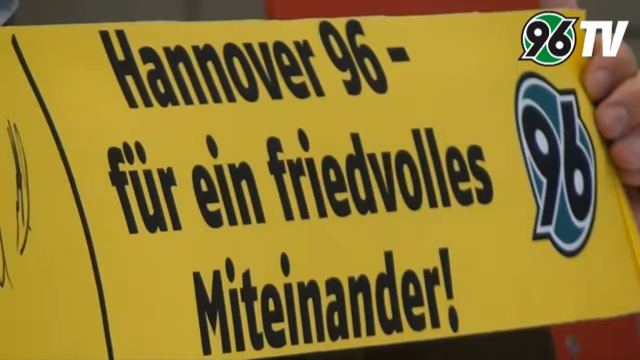 96 TV
Hannover 96 –
für ein friedvolles
Miteinander!
96